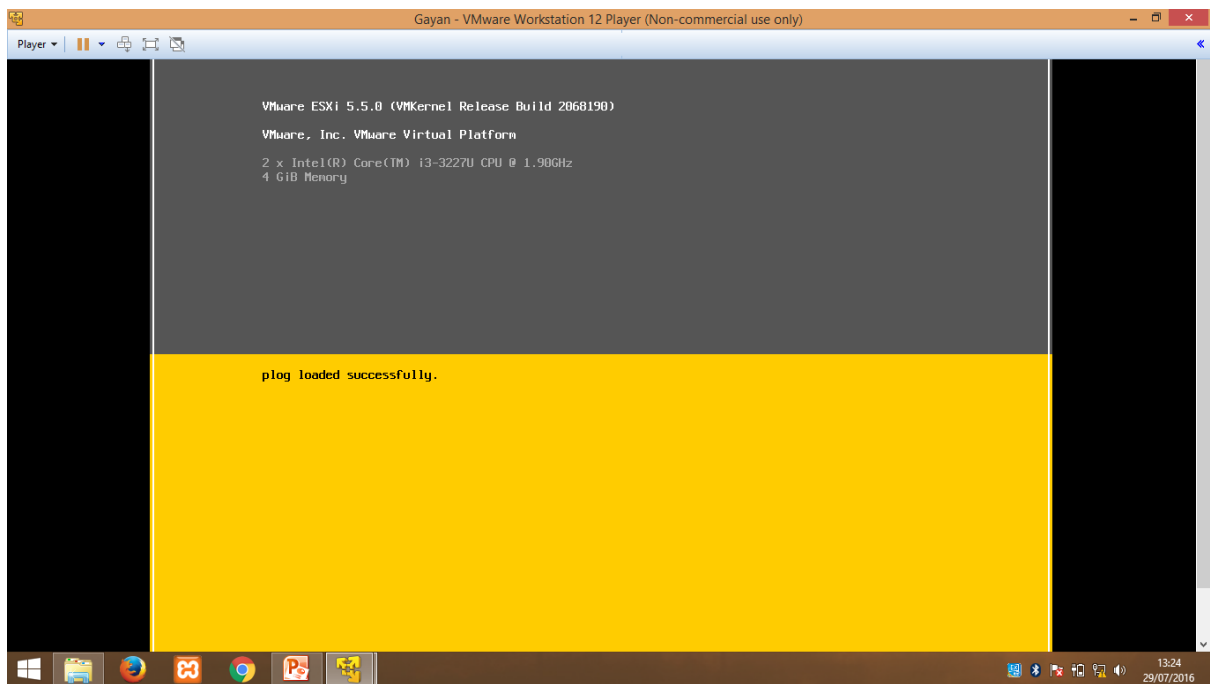 Gayan - VMware Workstation 12 Player (Non-commercial use only)
Player
VMware ESXi 5.5.0 (VMKernel Release Build 2068190)
VMware, Inc. VMware Virtual Platform
2 x Intel(R) Core(TM) i3-3227U CPU @ 1.90GHz
4 GiB Memory
plog loaded successfully.
13:24
29/07/2016